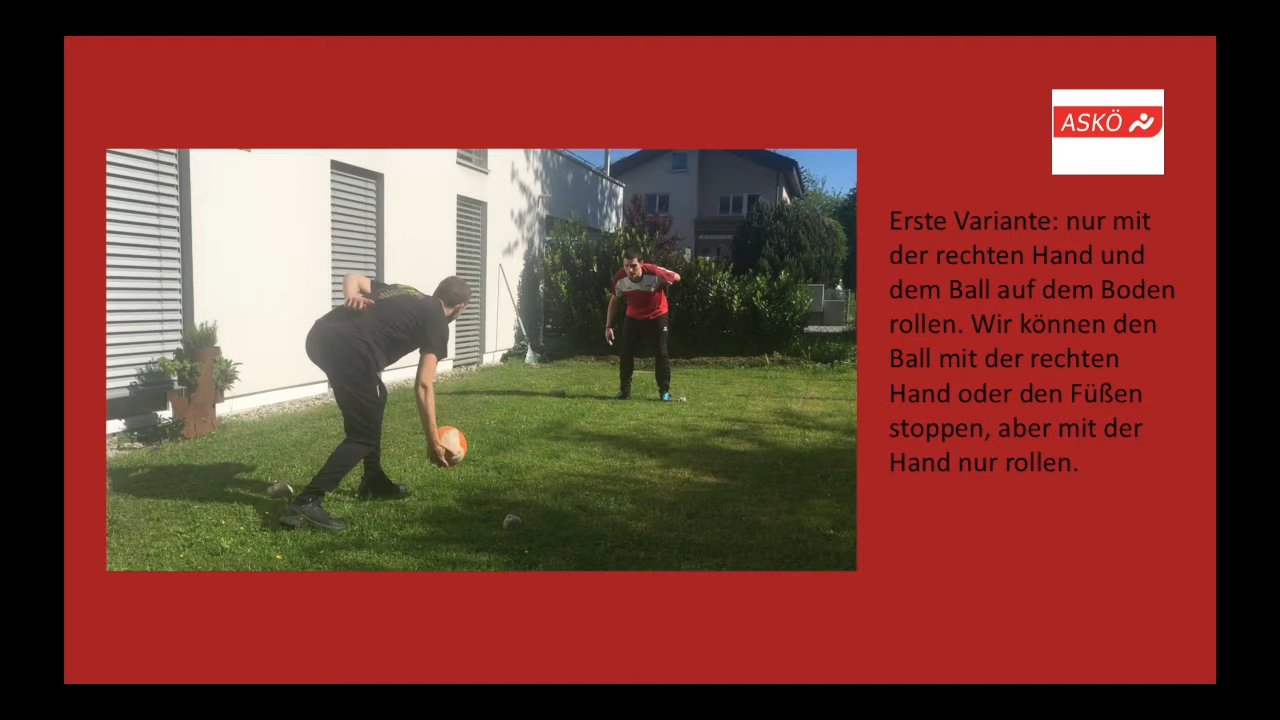 ASKÖ
Erste Variante: nur mit
der rechten Hand und
dem Ball auf dem Boden
rollen. Wir können den
Ball mit der rechten
Hand oder den Füßen
stoppen, aber mit der
Hand nur rollen.